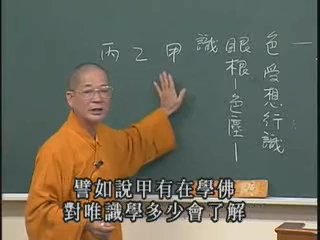 色受想行識
眼根－色塵－
識
丙 乙 甲
譬如說甲有在學佛
對唯識學多少會了解